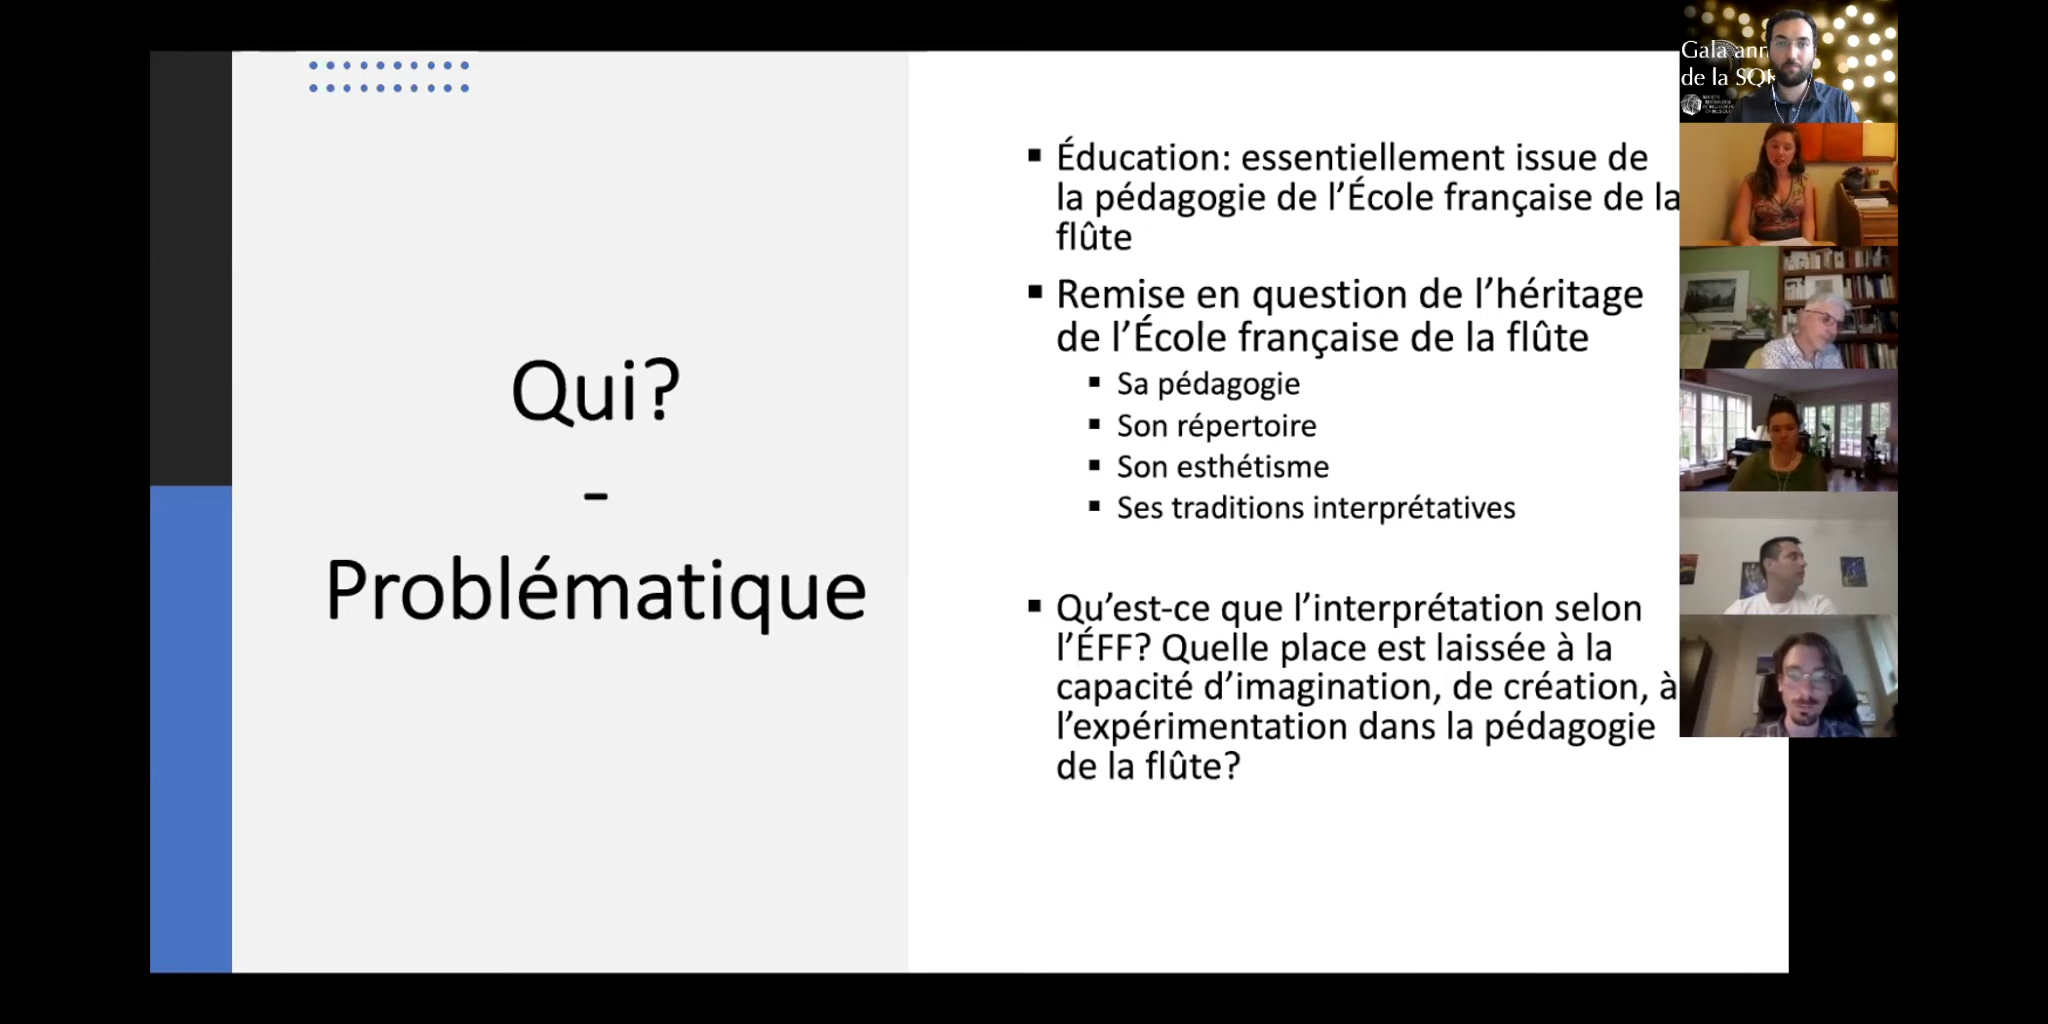 Qui?
-
Problématique
▪ Éducation: essentiellement issue de
la pédagogie de l’École française de la
flûte
▪ Remise en question de l’héritage
de l’École française de la flûte
▪ Sa pédagogie
▪ Son répertoire
▪ Son esthétisme
▪ Ses traditions interprétatives
▪ Qu’est-ce que l’interprétation selon
l’ÉFF? Quelle place est laissée à la
capacité d’imagination, de création, à
l’expérimentation dans la pédagogie
de la flûte?
Gala
de la